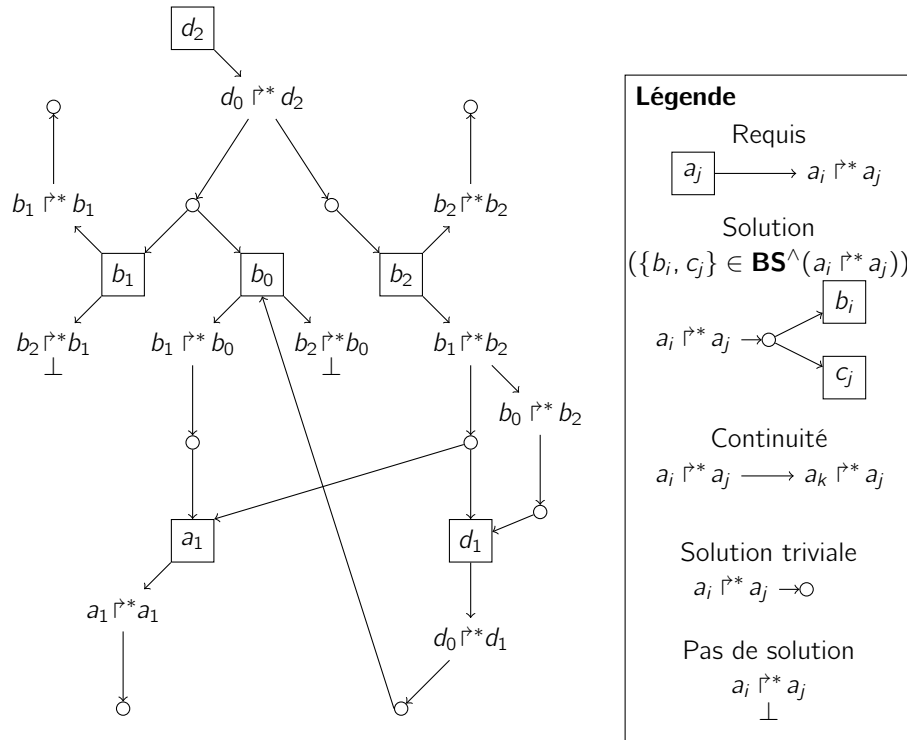 d₂
d₀ ↱* d₂
b₁ ↱* b₁
b₂ ↱* b₂
b₁
b₀
b₂
b₂ ↱* b₁
⊥
b₁ ↱* b₀
b₂ ↱* b₀
⊥
b₁ ↱* b₂
b₀ ↱* b₂
a₁
d₁
a₁ ↱* a₁
d₀ ↱* d₁
Légende
Requis
aⱼ
aᵢ ↱* aⱼ
Solution
({bᵢ, cⱼ} ∈ BS^∧(aᵢ ↱* aⱼ))
bᵢ
aᵢ ↱* aⱼ
cⱼ
Continuité
aᵢ ↱* aⱼ → aₖ ↱* aⱼ
Solution triviale
aᵢ ↱* aⱼ
Pas de solution
aᵢ ↱* aⱼ
⊥